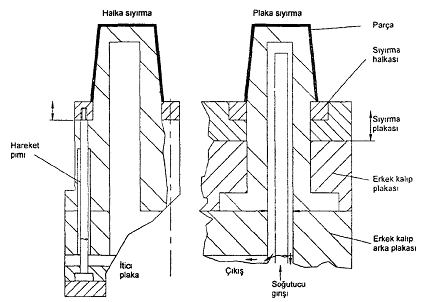 Halka sıyırma
Plaka sıyırma
Parça
Sıyırma
halkası
Sıyırma
plakası
Hareket
pımı
Erkek kalıp
plakası
Erkek kalıp
arka plakası
İtici
plaka
Çıkış
Soğutucu
girişi